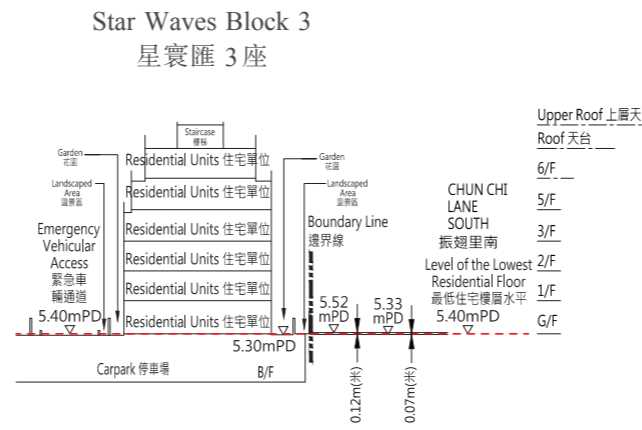 Star Waves Block 3
星寰匯 3座
Upper Roof 上層天
Roof 天台
Staircase
樓梯
Garden
花園
Residential Units 住宅單位
Garden
花園
6/F
Landscaped
Area
園景區
Residential Units 住宅單位
Landscaped
Area
園景區
CHUN CHI
LANE
SOUTH
振翅里南
5/F
Emergency
Vehicular
Access
緊急車
輛通道
Residential Units 住宅單位
Boundary Line
邊界線
3/F
Residential Units 住宅單位
Level of the Lowest
Residential Floor
最低住宅樓層水平
2/F
Residential Units 住宅單位
1/F
5.40mPD
Residential Units 住宅單位
5.52
mPD
5.33
mPD
5.40mPD
G/F
5.30mPD
Carpark 停車場
B/F
0.12m(米)
0.07m(米)